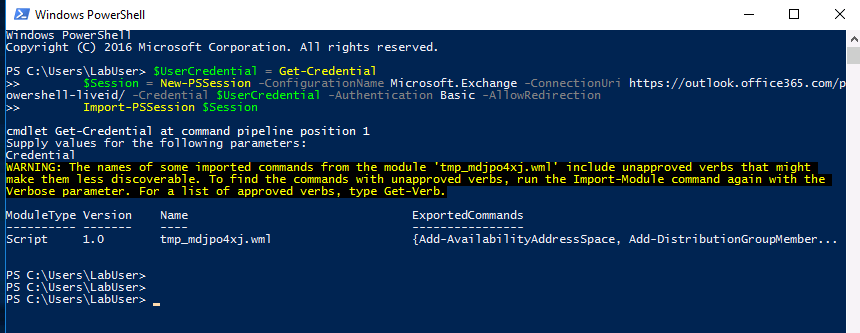 Windows PowerShell
Windows PowerShell
Copyright (C) 2016 Microsoft Corporation. All rights reserved.
PS C:\Users\LabUser> $UserCredential = Get-Credential
>> $Session = New-PSSession -ConfigurationName Microsoft.Exchange -ConnectionUri https://outlook.office365.com/p
owershell-liveid/ -Credential $UserCredential -Authentication Basic -AllowRedirection
>> Import-PSSession $Session
cmdlet Get-Credential at command pipeline position 1
Supply values for the following parameters:
Credential
WARNING: The names of some imported commands from the module 'tmp_mdjpo4xj.wml' include unapproved verbs that might
make them less discoverable. To find the commands with unapproved verbs, run the Import-Module command again with the
Verbose parameter. For a list of approved verbs, type Get-Verb.
ModuleType Version Name ExportedCommands
---------- ------- ---- ----------------
Script 1.0 tmp_mdjpo4xj.wml {Add-AvailabilityAddressSpace, Add-DistributionGroupMember...
PS C:\Users\LabUser>
PS C:\Users\LabUser>
PS C:\Users\LabUser> _